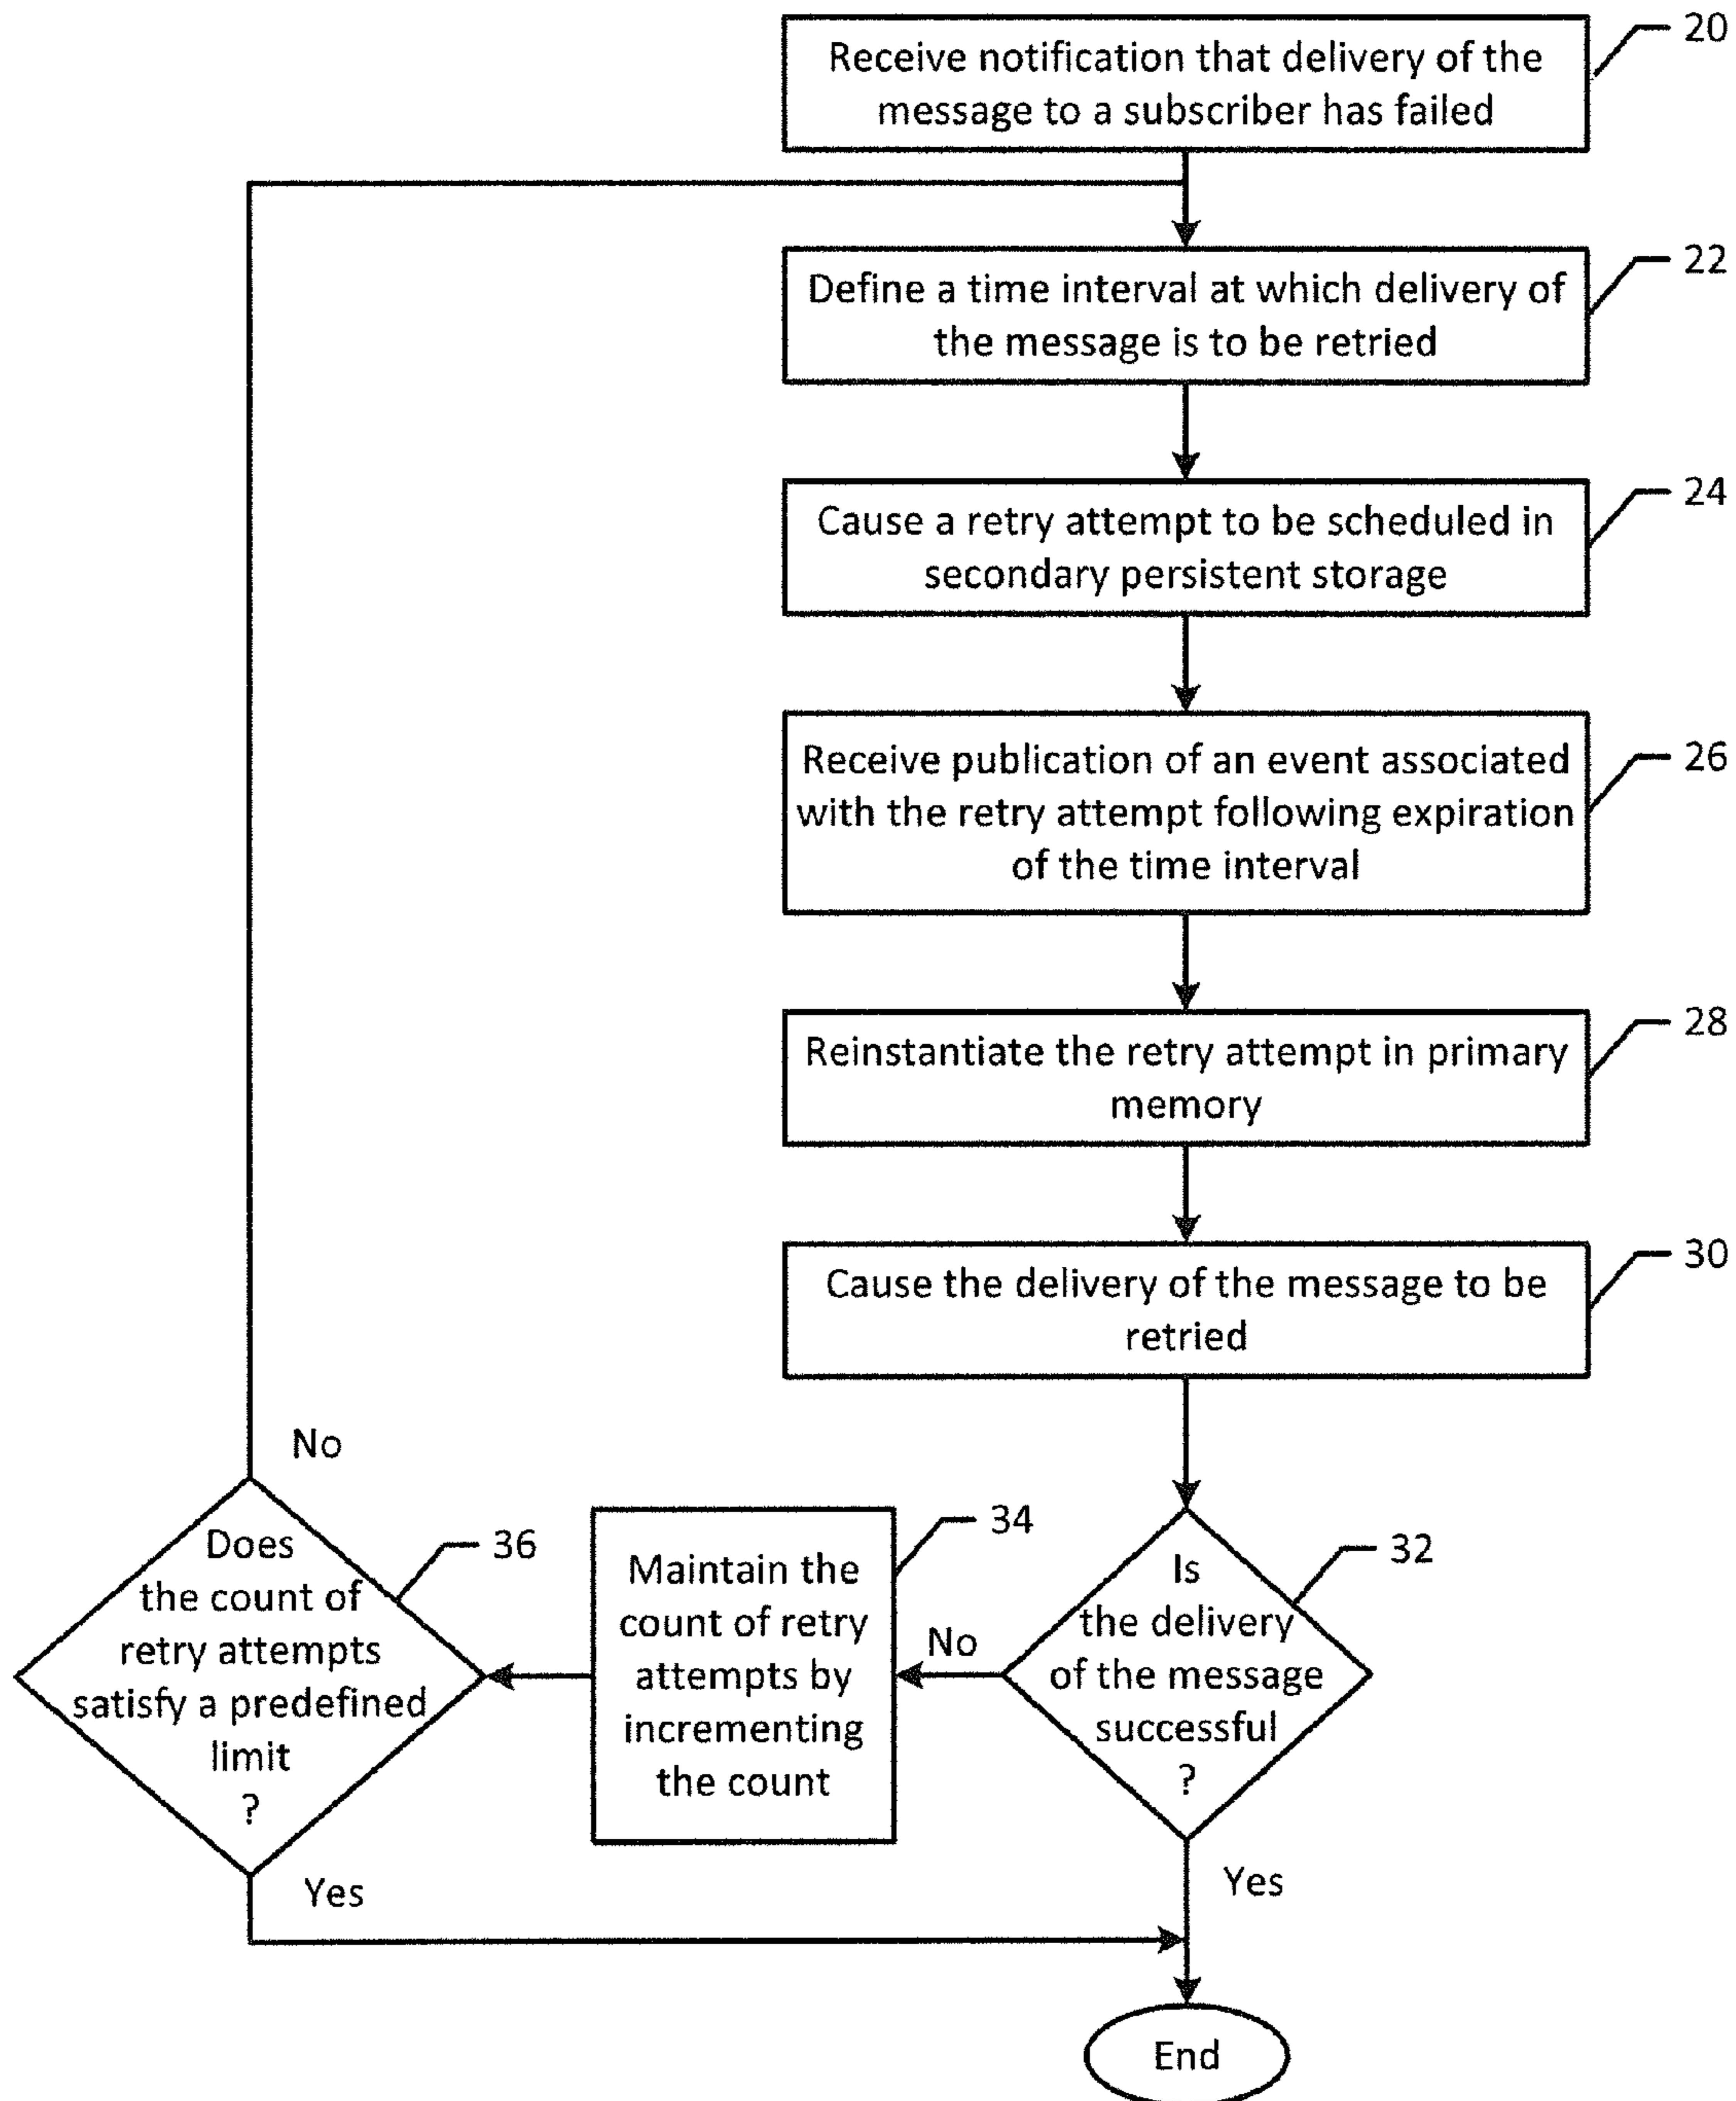 Receive notification that delivery of the
message to a subscriber has failed
20
Define a time interval at which delivery of
the message is to be retried
22
Cause a retry attempt to be scheduled in
secondary persistent storage
24
Receive publication of an event associated
with the retry attempt following expiration
of the time interval
26
Reinstantiate the retry attempt in primary
memory
28
Cause the delivery of the message to be
retried
30
Is
the delivery
of the message
successful
?
32
No
Yes
Maintain the
count of retry
attempts by
incrementing
the count
34
Does
the count of
retry attempts
satisfy a predefined
limit
?
36
No
Yes
End